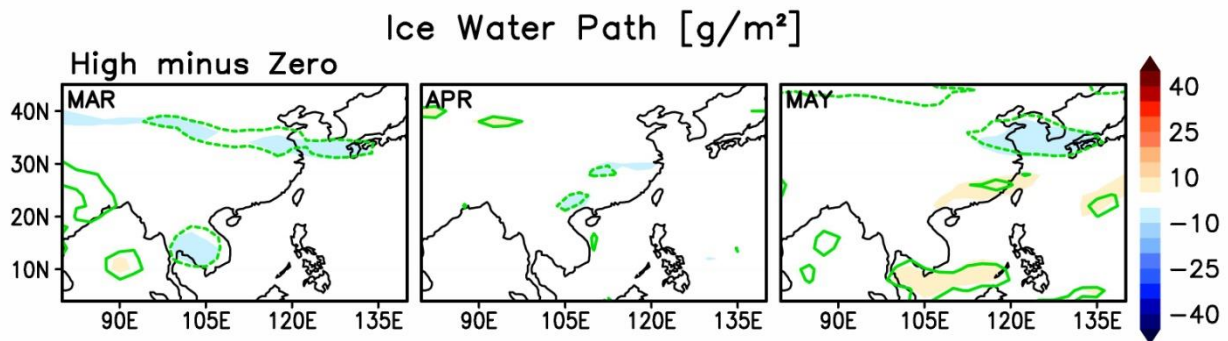 Ice Water Path [g/m²]
High minus Zero
MAR
APR
MAY
40N
30N
20N
10N
90E 105E 120E 135E
90E 105E 120E 135E
90E 105E 120E 135E
40
25
10
-10
-25
-40